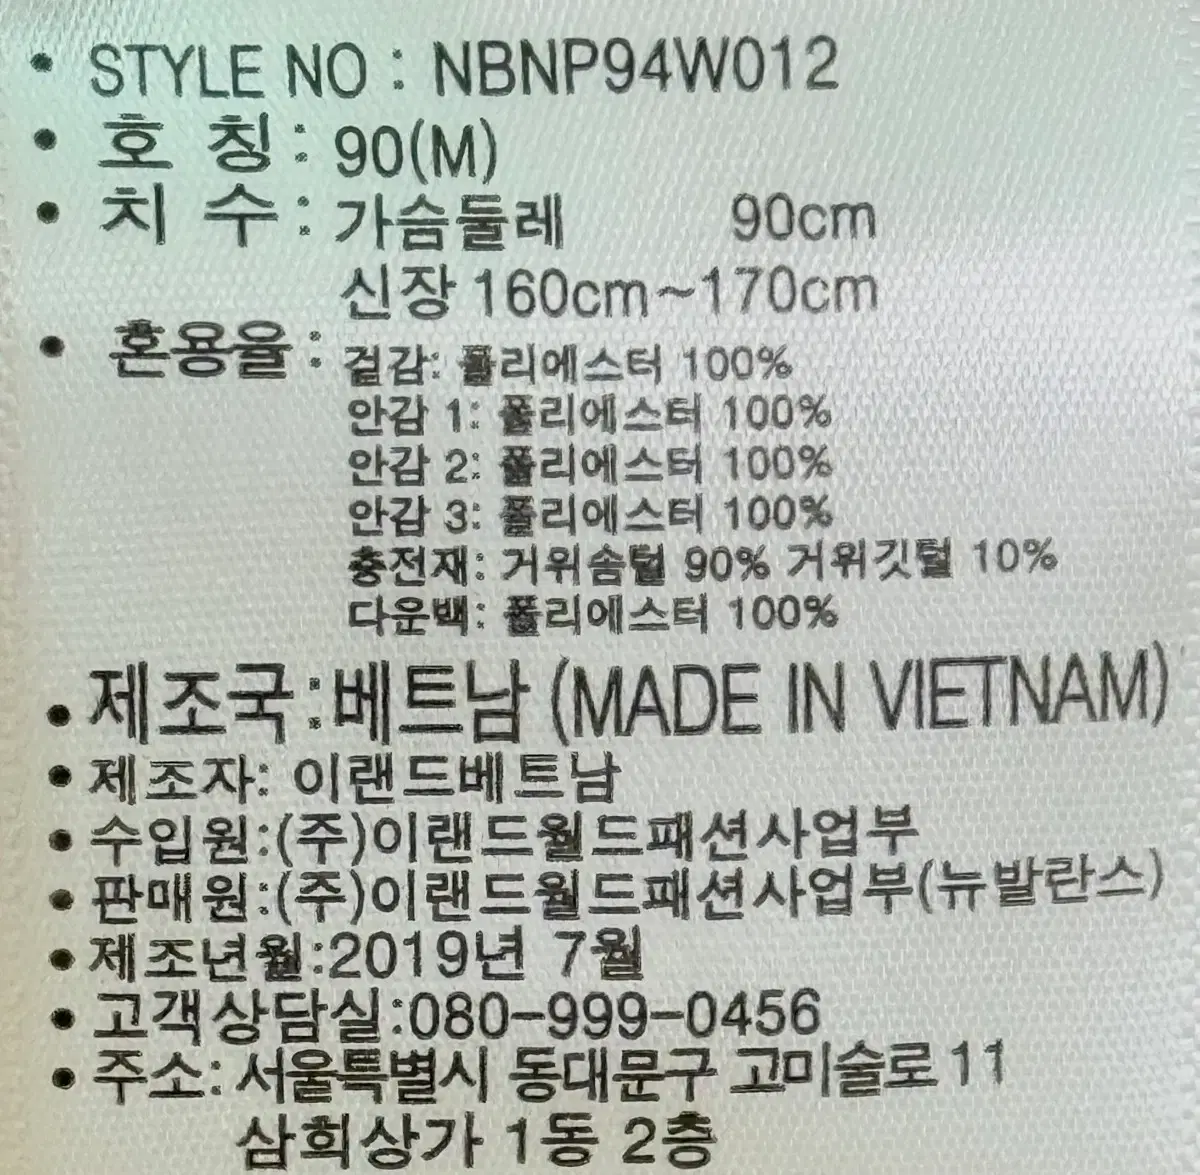 • STYLE NO : NBNP94W012
• 호 칭 : 90(M)
• 치 수 : 가슴둘레 90cm
신장 160cm~170cm
• 혼용율 : 겉감: 폴리에스터 100%
안감 1: 폴리에스터 100%
안감 2: 폴리에스터 100%
안감 3: 폴리에스터 100%
충전재: 거위솜털 90% 거위깃털 10%
다운백: 폴리에스터 100%
• 제조국 : 베트남 (MADE IN VIETNAM)
• 제조자: 이랜드베트남
• 수입원:(주)이랜드월드패션사업부
• 판매원:(주)이랜드월드패션사업부(뉴발란스)
• 제조년월:2019년 7월
• 고객상담실:080-999-0456
• 주소: 서울특별시 동대문구 고미술로 11
삼희상가 1동 2층